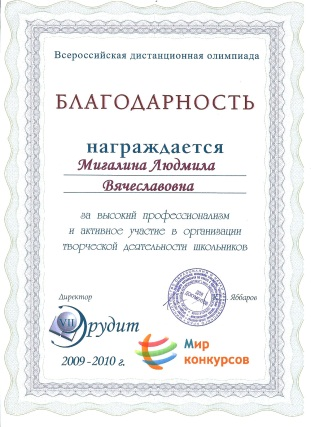 Всероссийская дистанционная олимпиада
БЛАГОДАРНОСТЬ
награждается
Мигалина Людмила
Вячеславовна
за высокий профессионализм
и активное участие в организации
творческой деятельности школьников
Директор
Яббаров
VII Эрудит
2009-2010 г.
Мир
конкурсов